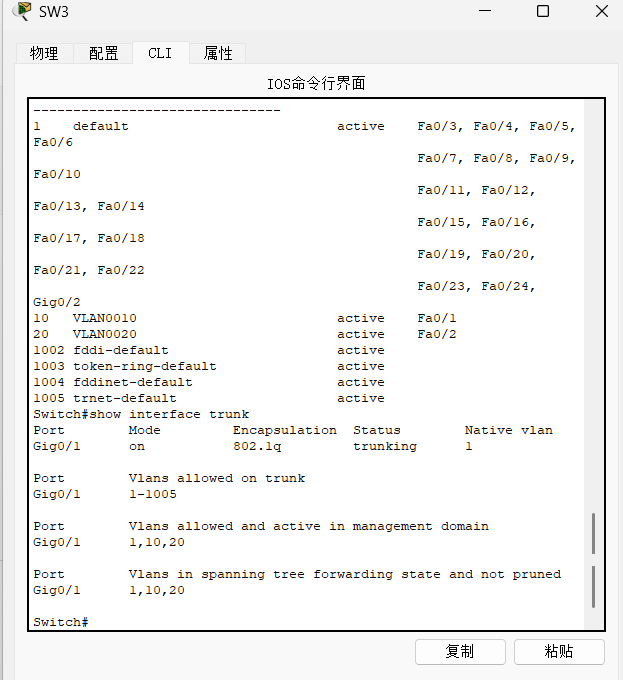 SW3
物理 配置 CLI 属性
IOS命令行界面
-------------------------------
1    default                          active    Fa0/3, Fa0/4, Fa0/5,
Fa0/6
                                                Fa0/7, Fa0/8, Fa0/9,
Fa0/10
                                                Fa0/11, Fa0/12,
Fa0/13, Fa0/14
                                                Fa0/15, Fa0/16,
Fa0/17, Fa0/18
                                                Fa0/19, Fa0/20,
Fa0/21, Fa0/22
                                                Fa0/23, Fa0/24,
Gig0/2
10   VLAN0010                         active    Fa0/1
20   VLAN0020                         active    Fa0/2
1002 fddi-default                     active
1003 token-ring-default               active
1004 fddinet-default                  active
1005 trnet-default                    active
Switch#show interface trunk
Port        Mode         Encapsulation  Status        Native vlan
Gig0/1      on           802.1q         trunking      1
Port        Vlans allowed on trunk
Gig0/1      1-1005
Port        Vlans allowed and active in management domain
Gig0/1      1,10,20
Port        Vlans in spanning tree forwarding state and not pruned
Gig0/1      1,10,20
Switch#
复制 粘贴